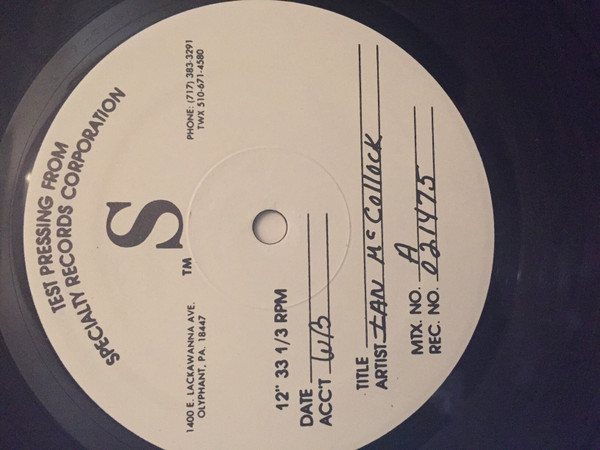 TEST PRESSING FROM
SPECIALTY RECORDS CORPORATION
S
TM
1400 E. LACKAWANNA AVE.
OLYPHANT, PA. 18447
PHONE: (717) 383-3291
TWX 510-671-4580
12" 33 1/3 RPM
DATE
ACC'T WB
TITLE
ARTIST IAN McCollock
MTX. NO. A
REC. NO. 021475